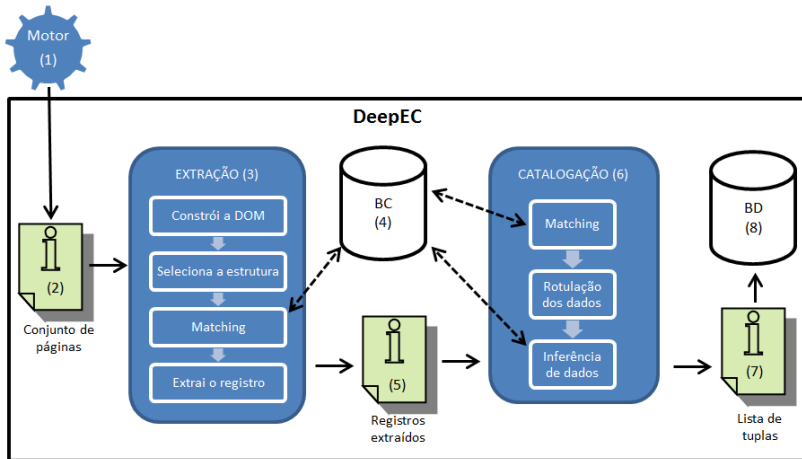 Motor
(1)
DeepEC
EXTRAÇÃO (3)
Constrói a DOM
Seleciona a estrutura
Matching
Extrai o registro
BC
(4)
CATALOGAÇÃO (6)
Matching
Rotulação
dos dados
Inferência
de dados
BD
(8)
(2)
Conjunto de
páginas
(5)
Registros
extraídos
(7)
Lista de
tuplas